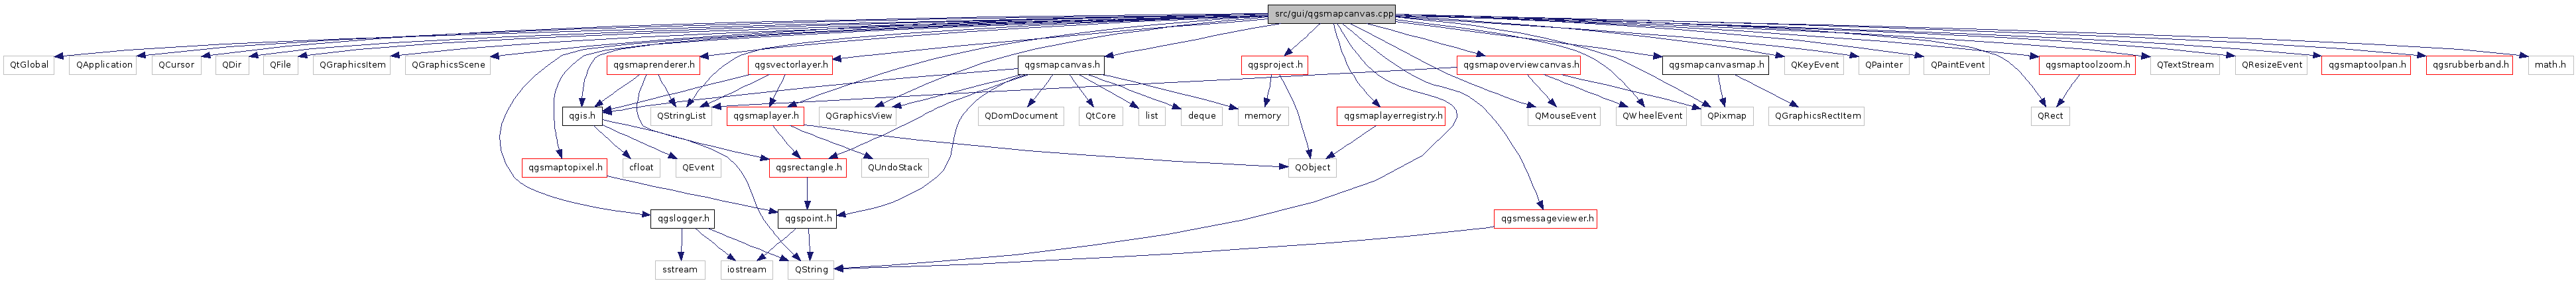 src/gui/qgsmapcanvas.cpp
QtGlobal
QApplication
QCursor
QDir
QFile
QGraphicsItem
QGraphicsScene
qgsmaprenderer.h
qgsvectorlayer.h
qgsmapcanvas.h
qgsproject.h
qgsmapoverviewcanvas.h
qgsmapcanvasmap.h
QKeyEvent
QPainter
QPaintEvent
qgsmaptoolzoom.h
QTextStream
QResizeEvent
qgsmaptoolpan.h
qgsrubberband.h
math.h
qgis.h
QStringList
qgsmaplayer.h
QGraphicsView
QDomDocument
QtCore
list
deque
memory
qgsmaplayerregistry.h
QMouseEvent
QWheelEvent
QPixmap
QGraphicsRectItem
QRect
qgsmaptopixel.h
cfloat
QEvent
qgsrectangle.h
QUndoStack
QObject
qgslogger.h
qgspoint.h
qgsmessageviewer.h
sstream
iostream
QString